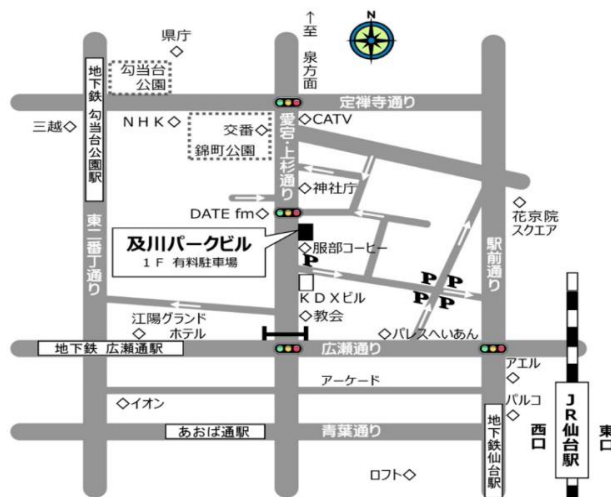 ↑至 泉方面
N
県庁
勾当台
公園
地下鉄 勾当台公園駅
定禅寺通り
三越
NHK
交番
錦町公園
愛宕・上杉通り
CATV
神社庁
DATE fm
花京院
スクエア
及川パークビル
1F 有料駐車場
服部コーヒー
東二番丁通り
駅前通り
P
P P
P P
KDXビル
教会
江陽グランド
ホテル
パレスへいあん
地下鉄 広瀬通駅
広瀬通り
アエル
アーケード
パルコ
イオン
あおば通駅
青葉通り
地下鉄仙台駅
西口
JR仙台駅
東口
ロフト